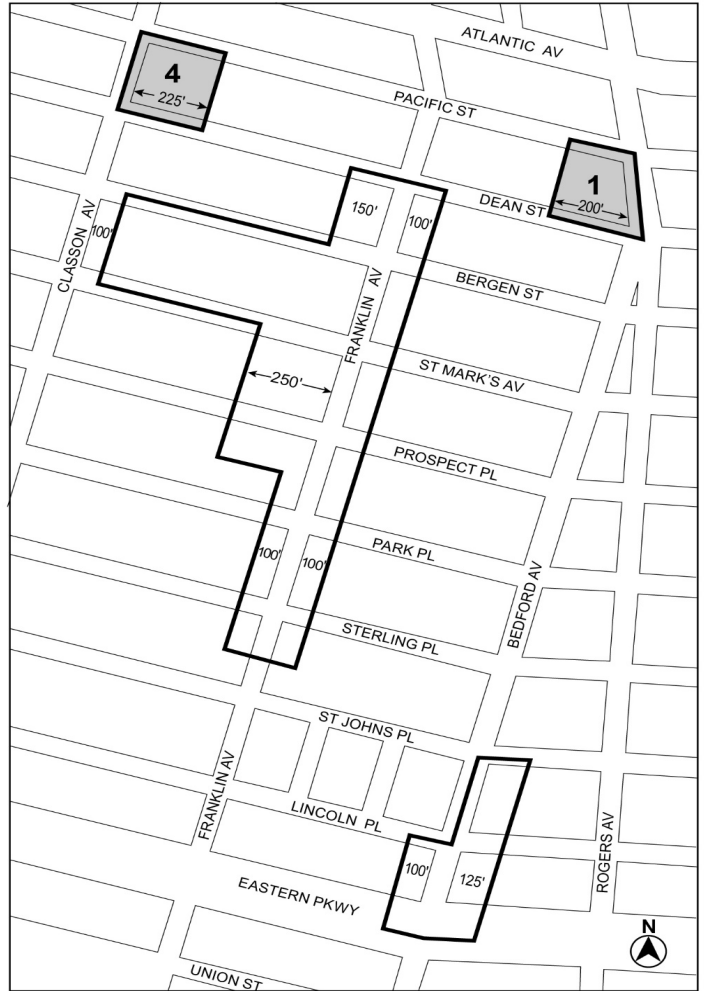 ATLANTIC AV
4
225'
PACIFIC ST
1
200'
DEAN ST
150'
100'
CLASSON AV
100'
FRANKLIN AV
BERGEN ST
ST MARK'S AV
250'
PROSPECT PL
PARK PL
100'
100'
BEDFORD AV
STERLING PL
ST JOHNS PL
FRANKLIN AV
LINCOLN PL
ROGERS AV
100'
125'
EASTERN PKWY
N
UNION ST